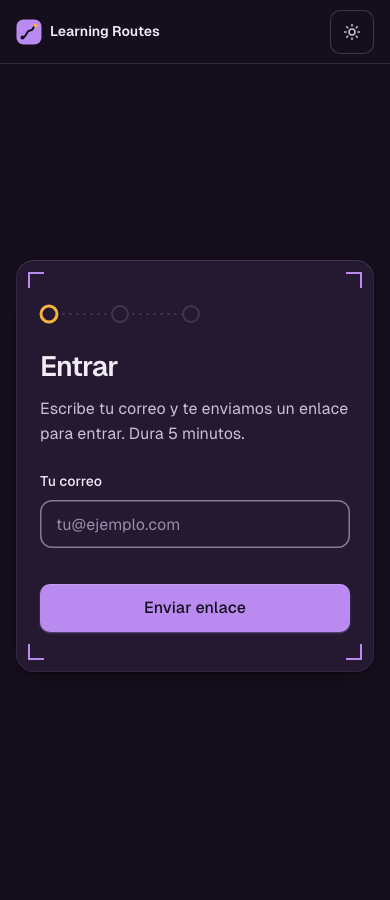 Learning Routes
Entrar
Escribe tu correo y te enviamos un enlace
para entrar. Dura 5 minutos.
Tu correo
tu@ejemplo.com
Enviar enlace